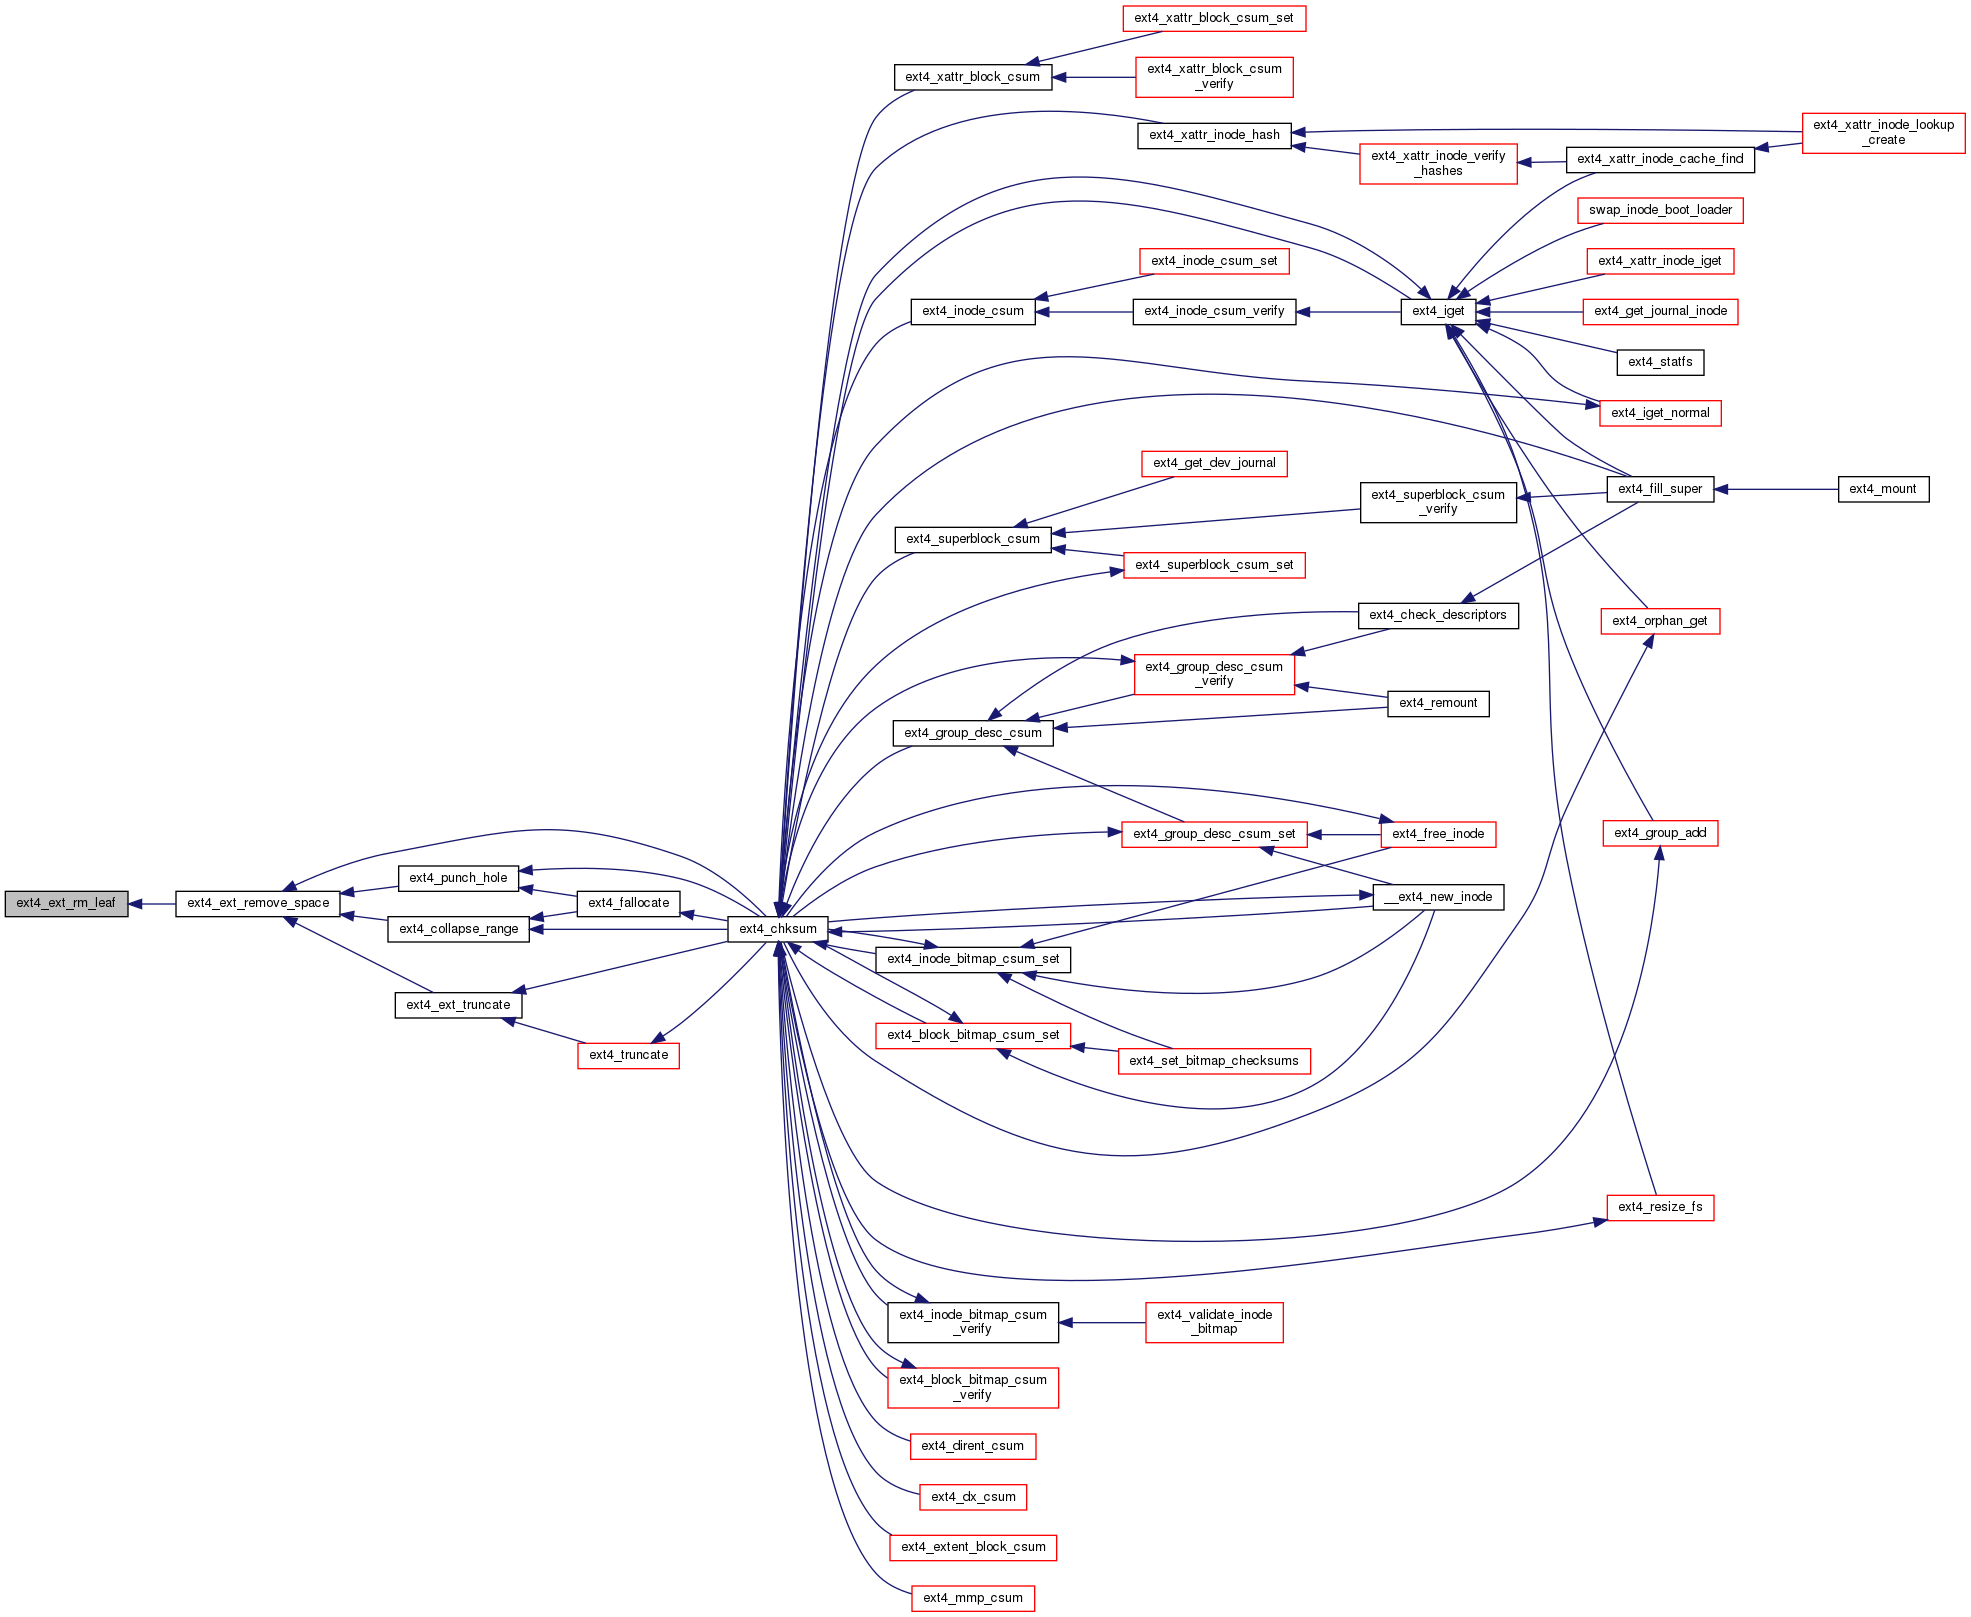 ext4_xattr_block_csum_set
ext4_xattr_block_csum
ext4_xattr_block_csum
_verify
ext4_xattr_inode_hash
ext4_xattr_inode_lookup
_create
ext4_xattr_inode_verify
_hashes
ext4_xattr_inode_cache_find
swap_inode_boot_loader
ext4_inode_csum_set
ext4_xattr_inode_iget
ext4_inode_csum
ext4_inode_csum_verify
ext4_iget
ext4_get_journal_inode
ext4_statfs
ext4_iget_normal
ext4_get_dev_journal
ext4_superblock_csum
_verify
ext4_fill_super
ext4_mount
ext4_superblock_csum
ext4_superblock_csum_set
ext4_check_descriptors
ext4_orphan_get
ext4_group_desc_csum
_verify
ext4_remount
ext4_group_desc_csum
ext4_group_desc_csum_set
ext4_free_inode
ext4_group_add
ext4_punch_hole
ext4_ext_rm_leaf
ext4_ext_remove_space
ext4_fallocate
__ext4_new_inode
ext4_collapse_range
ext4_chksum
ext4_inode_bitmap_csum_set
ext4_ext_truncate
ext4_block_bitmap_csum_set
ext4_truncate
ext4_set_bitmap_checksums
ext4_resize_fs
ext4_inode_bitmap_csum
_verify
ext4_validate_inode
_bitmap
ext4_block_bitmap_csum
_verify
ext4_dirent_csum
ext4_dx_csum
ext4_extent_block_csum
ext4_mmp_csum